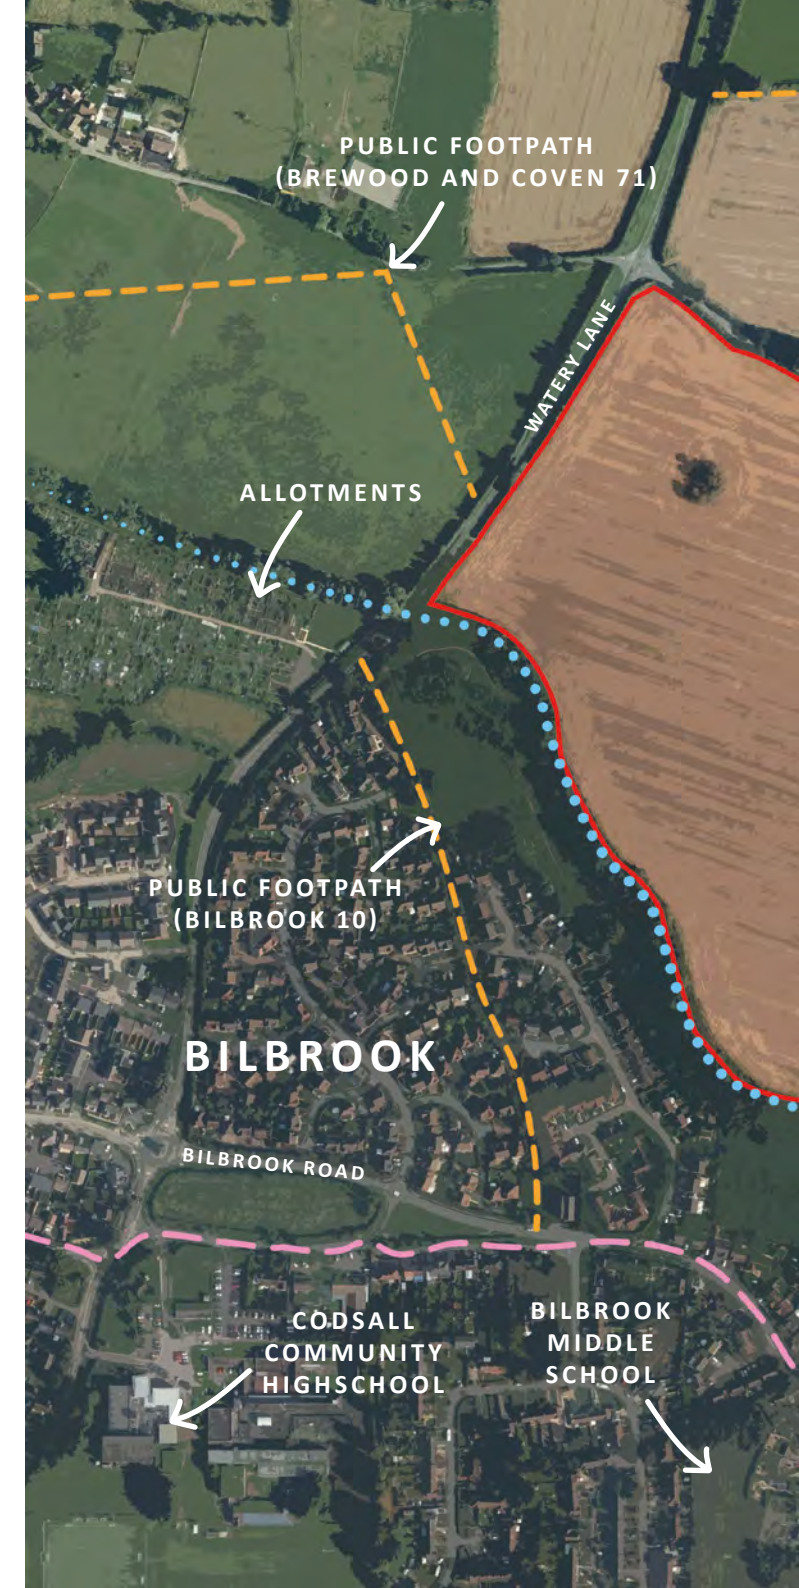 PUBLIC FOOTPATH
(BREWOOD AND COVEN 71)
WATERY LANE
ALLOTMENTS
PUBLIC FOOTPATH
(BILBROOK 10)
BILBROOK
BILBROOK ROAD
CODSALL
COMMUNITY
HIGHSCHOOL
BILBROOK
MIDDLE
SCHOOL